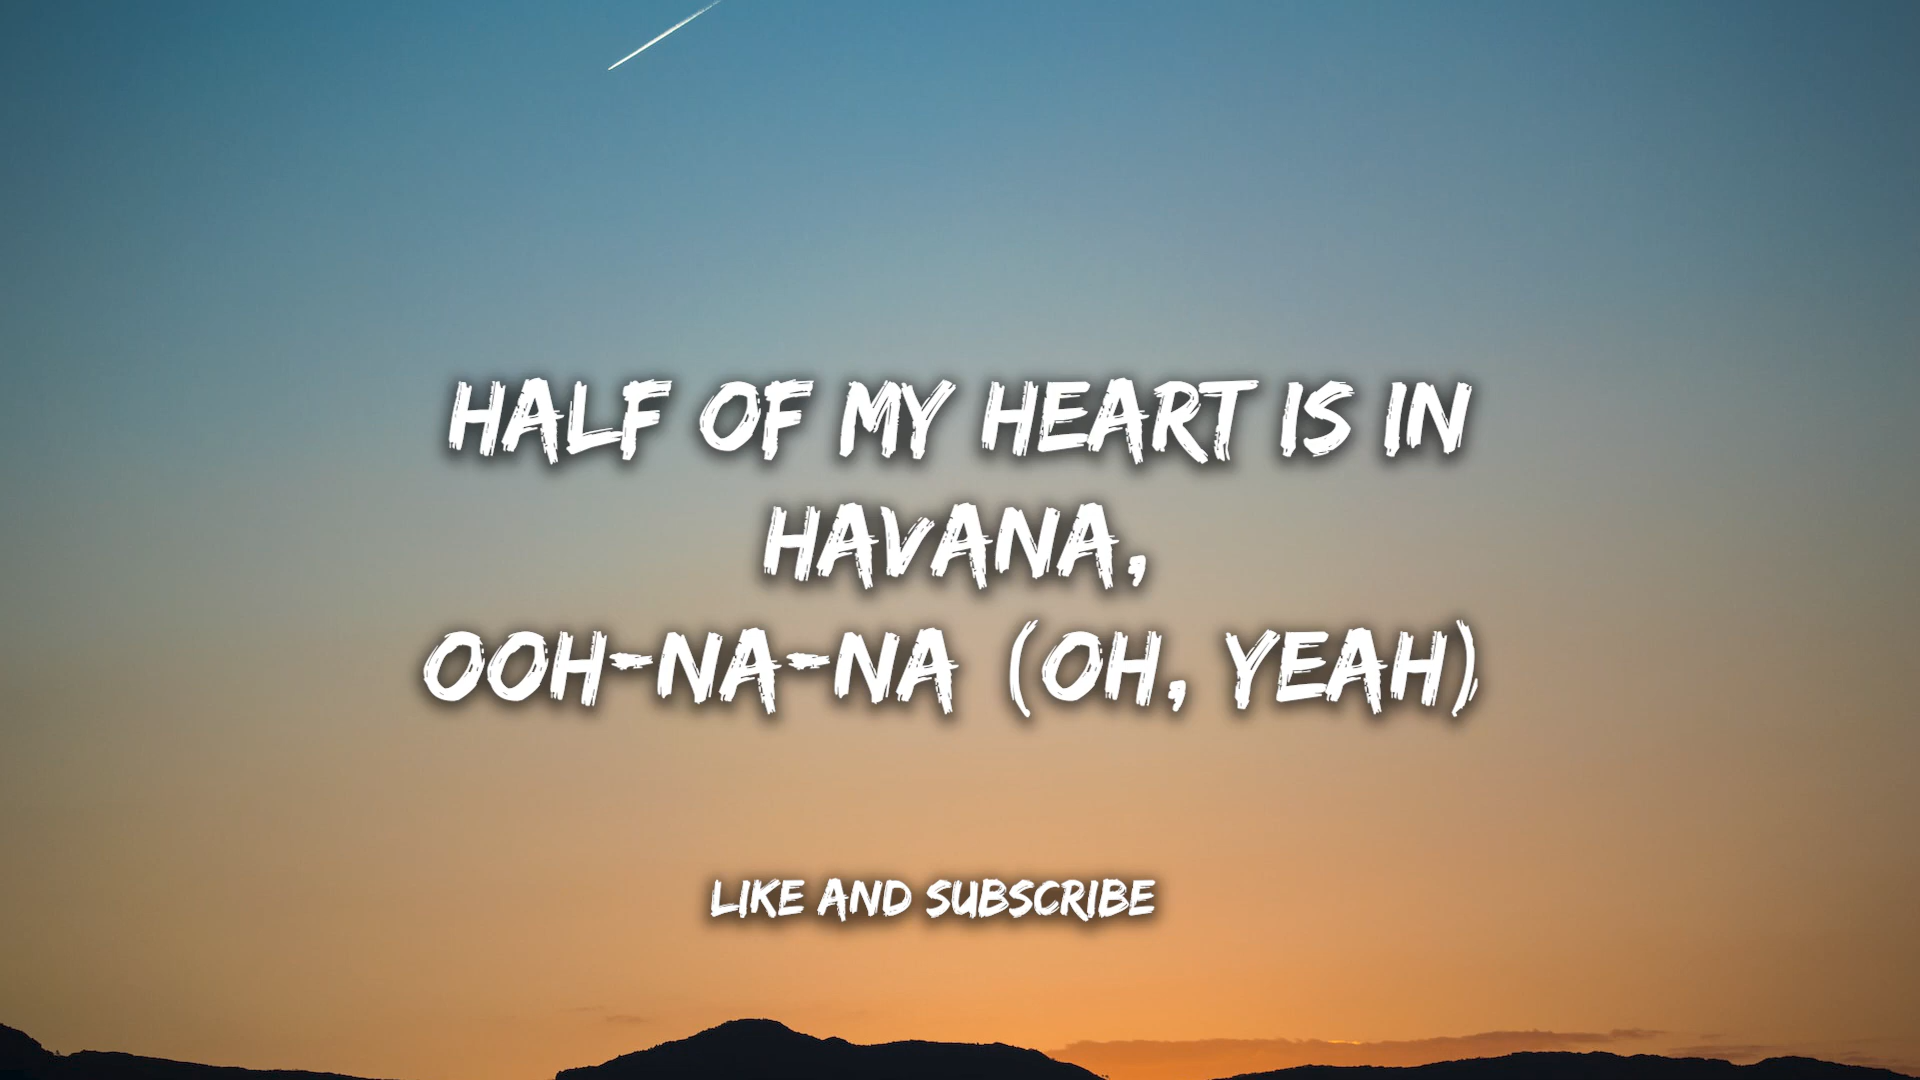 HALF OF MY HEART IS IN
HAVANA,
OOH-NA-NA (OH, YEAH)
LIKE AND SUBSCRIBE